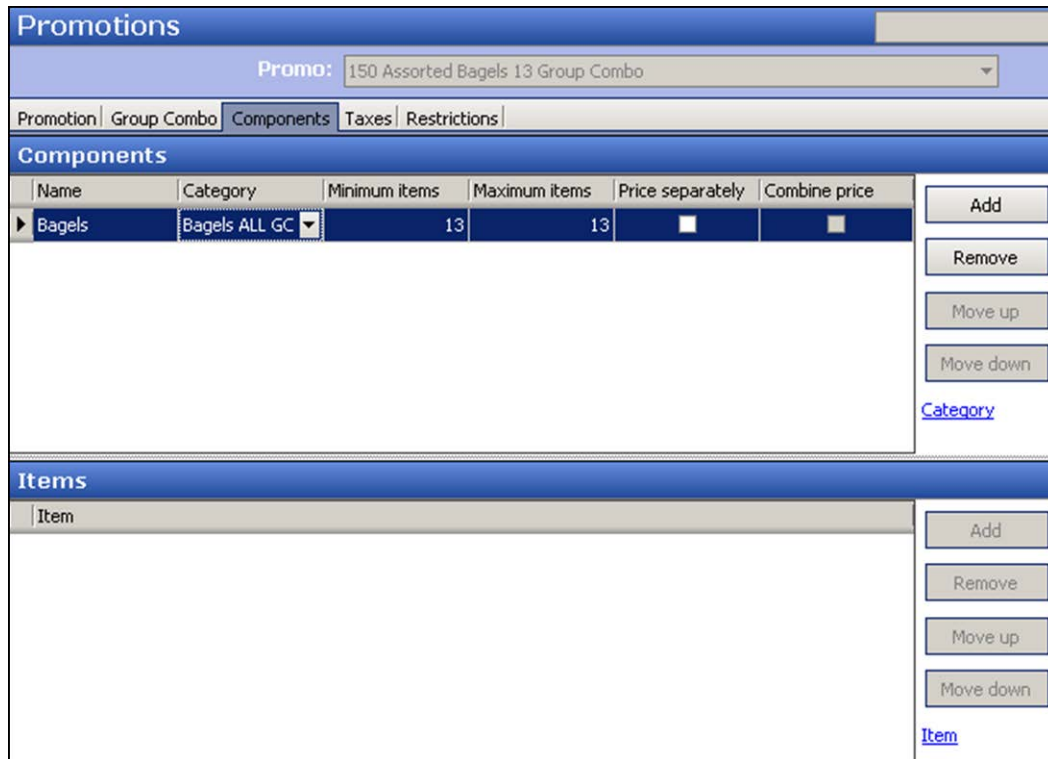 Promotions
Promo: 150 Assorted Bagels 13 Group Combo
Promotion Group Combo Components Taxes Restrictions
Components
Name Category Minimum items Maximum items Price separately Combine price
Bagels Bagels ALL GC 13 13
Add
Remove
Move up
Move down
Category
Items
Item
Add
Remove
Move up
Move down
Item